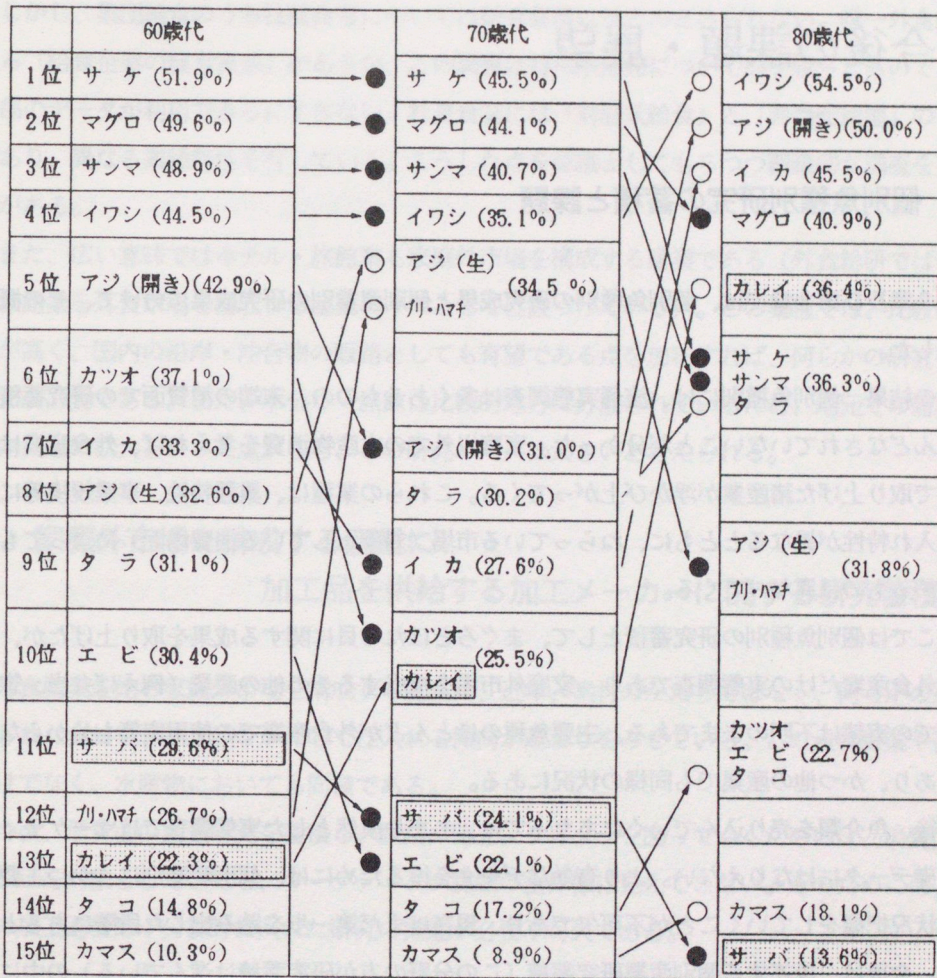 60歳代 70歳代 80歳代
1位 サ ケ (51.9%) サ ケ (45.5%) イワシ (54.5%)
2位 マグロ (49.6%) マグロ (44.1%) アジ (開き)(50.0%)
3位 サンマ (48.9%) サンマ (40.7%) イ カ (45.5%)
4位 イワシ (44.5%) イワシ (35.1%) マグロ (40.9%)
5位 アジ (開き)(42.9%) アジ (生) ブリ・ハマチ (34.5%) カレイ (36.4%)
6位 カツオ (37.1%) サ ケ サンマ タ ラ (36.3%)
7位 イ カ (33.3%) アジ (開き)(31.0%)
8位 アジ (生) (32.6%) タ ラ (30.2%)
9位 タ ラ (31.1%) イ カ (27.6%) アジ (生) ブリ・ハマチ (31.8%)
10位 エ ビ (30.4%) カツオ カレイ (25.5%)
11位 サ バ (29.6%) カツオ エ ビ タ コ (22.7%)
12位 ブリ・ハマチ サ バ (24.1%)
13位 カレイ (22.3%) エ ビ (22.1%)
14位 タ コ (14.8%) タ コ (17.2%) カマス (18.1%)
15位 カマス (10.3%) カマス ( 8.9%) サ バ (13.6%)